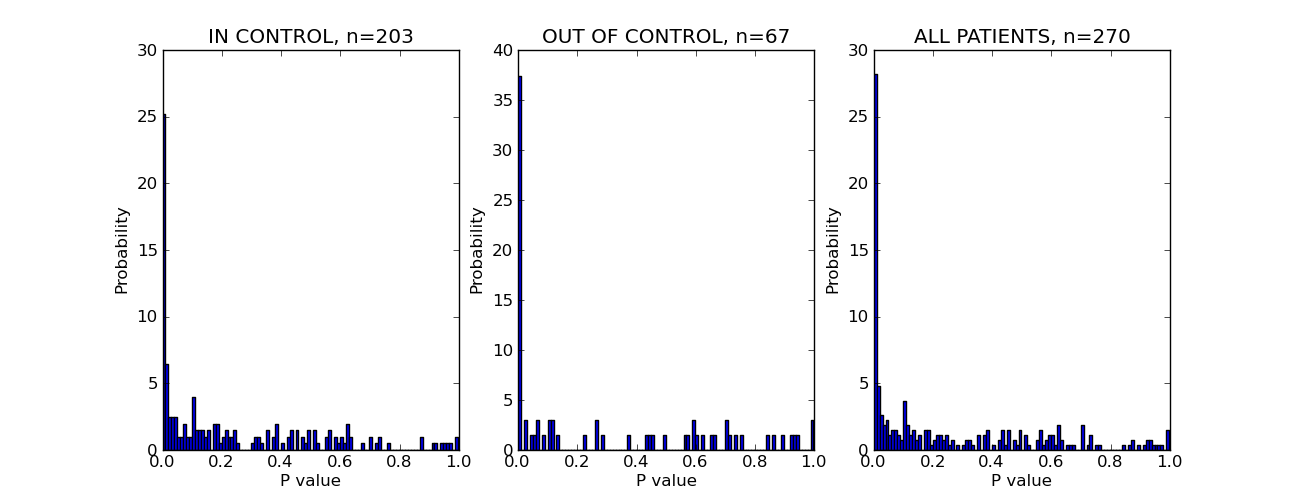 IN CONTROL, n=203
30
25
20
15
10
5
0
Probability
0.0 0.2 0.4 0.6 0.8 1.0
P value
OUT OF CONTROL, n=67
40
35
30
25
20
15
10
5
0
Probability
0.0 0.2 0.4 0.6 0.8 1.0
P value
ALL PATIENTS, n=270
30
25
20
15
10
5
0
Probability
0.0 0.2 0.4 0.6 0.8 1.0
P value